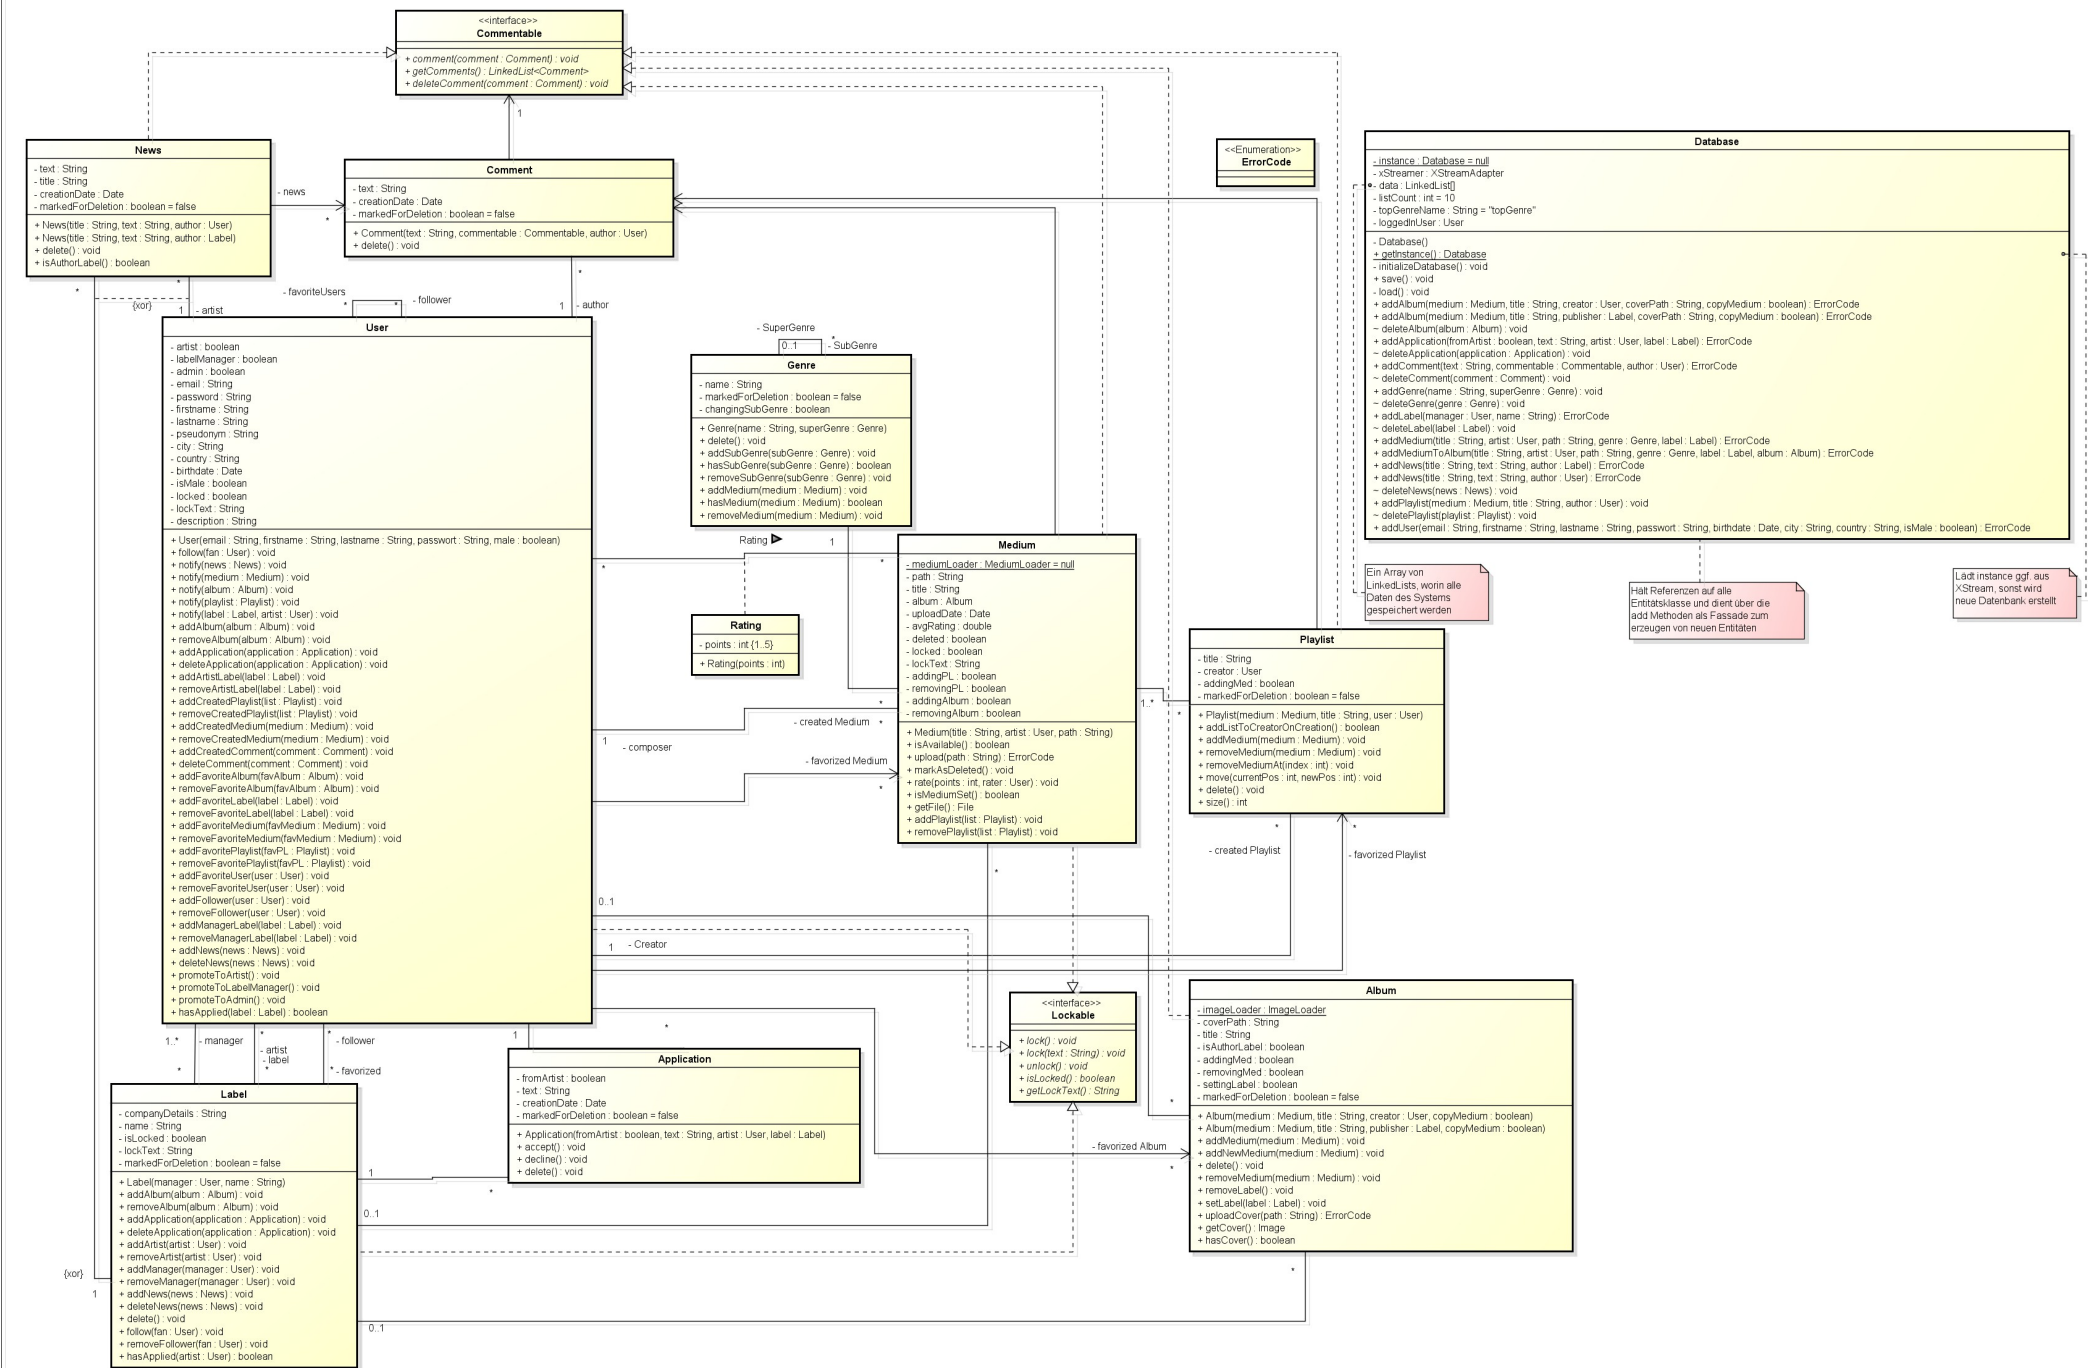 <<interface>>
Commentable
+ comment(comment : Comment) : void
+ getComments() : LinkedList<Comment>
+ deleteComment(comment : Comment) : void
1
News
- text : String
- title : String
- creationDate : Date
- markedForDeletion : boolean = false
+ News(title : String, text : String, author : User)
+ News(title : String, text : String, author : Label)
+ delete() : void
+ isAuthorLabel() : boolean
- news
*
Comment
- text : String
- creationDate : Date
- markedForDeletion : boolean = false
+ Comment(text : String, commentable : Commentable, author : User)
+ delete() : void
<<Enumeration>>
ErrorCode
Database
- instance : Database = null
- xStreamer : XStreamAdapter
- data : LinkedList[]
- listCount : int = 10
- topGenreName : String = "topGenre"
- loggedInUser : User
- Database()
+ getInstance() : Database
- initializeDatabase() : void
+ save() : void
- load() : void
+ addAlbum(medium : Medium, title : String, creator : User, coverPath : String, copyMedium : boolean) : ErrorCode
+ addAlbum(medium : Medium, title : String, publisher : Label, coverPath : String, copyMedium : boolean) : ErrorCode
~ deleteAlbum(album : Album) : void
+ addApplication(fromArtist : boolean, text : String, artist : User, label : Label) : ErrorCode
~ deleteApplication(application : Application) : void
+ addComment(text : String, commentable : Commentable, author : User) : ErrorCode
~ deleteComment(comment : Comment) : void
+ addGenre(name : String, superGenre : Genre) : void
~ deleteGenre(genre : Genre) : void
+ addLabel(manager : User, name : String) : ErrorCode
~ deleteLabel(label : Label) : void
+ addMedium(title : String, artist : User, path : String, genre : Genre, label : Label) : ErrorCode
+ addMediumToAlbum(title : String, artist : User, path : String, genre : Genre, label : Label, album : Album) : ErrorCode
+ addNews(title : String, text : String, author : Label) : ErrorCode
+ addNews(title : String, text : String, author : User) : ErrorCode
~ deleteNews(news : News) : void
+ addPlaylist(medium : Medium, title : String, author : User) : void
~ deletePlaylist(playlist : Playlist) : void
+ addUser(email : String, firstname : String, lastname : String, passwort : String, birthdate : Date, city : String, country : String, isMale : boolean) : ErrorCode
Ein Array von
LinkedLists, worin alle
Daten des Systems
gespeichert werden
Hält Referenzen auf alle
Entitätsklasse und dient über die
add Methoden als Fassade zum
erzeugen von neuen Entitäten
Lädt instance ggf. aus
XStream, sonst wird
neue Datenbank erstellt
*
*
{xor}
1
- artist
- favoriteUsers
*
*
- follower
*
1
- author
User
- artist : boolean
- labelManager : boolean
- admin : boolean
- email : String
- password : String
- firstname : String
- lastname : String
- pseudonym : String
- city : String
- country : String
- birthdate : Date
- isMale : boolean
- locked : boolean
- lockText : String
- description : String
+ User(email : String, firstname : String, lastname : String, passwort : String, male : boolean)
+ follow(fan : User) : void
+ notify(news : News) : void
+ notify(medium : Medium) : void
+ notify(album : Album) : void
+ notify(playlist : Playlist) : void
+ notify(label : Label, artist : User) : void
+ addAlbum(album : Album) : void
+ removeAlbum(album : Album) : void
+ addApplication(application : Application) : void
+ deleteApplication(application : Application) : void
+ addArtistLabel(label : Label) : void
+ removeArtistLabel(label : Label) : void
+ addCreatedPlaylist(list : Playlist) : void
+ removeCreatedPlaylist(list : Playlist) : void
+ addCreatedMedium(medium : Medium) : void
+ removeCreatedMedium(medium : Medium) : void
+ addCreatedComment(comment : Comment) : void
+ deleteComment(comment : Comment) : void
+ addFavoriteAlbum(favAlbum : Album) : void
+ removeFavoriteAlbum(favAlbum : Album) : void
+ addFavoriteLabel(label : Label) : void
+ removeFavoriteLabel(label : Label) : void
+ addFavoriteMedium(favMedium : Medium) : void
+ removeFavoriteMedium(favMedium : Medium) : void
+ addFavoritePlaylist(favPL : Playlist) : void
+ removeFavoritePlaylist(favPL : Playlist) : void
+ addFavoriteUser(user : User) : void
+ removeFavoriteUser(user : User) : void
+ addFollower(user : User) : void
+ removeFollower(user : User) : void
+ addManagerLabel(label : Label) : void
+ removeManagerLabel(label : Label) : void
+ addNews(news : News) : void
+ deleteNews(news : News) : void
+ promoteToArtist() : void
+ promoteToLabelManager() : void
+ promoteToAdmin() : void
+ hasApplied(label : Label) : boolean
- SuperGenre
0..1
*
- SubGenre
Genre
- name : String
- markedForDeletion : boolean = false
- changingSubGenre : boolean
+ Genre(name : String, superGenre : Genre)
+ delete() : void
+ addSubGenre(subGenre : Genre) : void
+ hasSubGenre(subGenre : Genre) : boolean
+ removeSubGenre(subGenre : Genre) : void
+ addMedium(medium : Medium) : void
+ hasMedium(medium : Medium) : boolean
+ removeMedium(medium : Medium) : void
Rating
1
*
*
Rating
- points : int {1..5}
+ Rating(points : int)
*
- created Medium
*
1
- composer
- favorized Medium
*
Medium
- mediumLoader : MediumLoader = null
- path : String
- title : String
- album : Album
- uploadDate : Date
- avgRating : double
- deleted : boolean
- locked : boolean
- lockText : String
- addingPL : boolean
- removingPL : boolean
- addingAlbum : boolean
- removingAlbum : boolean
+ Medium(title : String, artist : User, path : String)
+ isAvailable() : boolean
+ upload(path : String) : ErrorCode
+ markAsDeleted() : void
+ rate(points : int, rater : User) : void
+ isMediumSet() : boolean
+ getFile() : File
+ addPlaylist(list : Playlist) : void
+ removePlaylist(list : Playlist) : void
1..*
*
Playlist
- title : String
- creator : User
- addingMed : boolean
- markedForDeletion : boolean = false
+ Playlist(medium : Medium, title : String, user : User)
+ addListToCreatorOnCreation() : boolean
+ addMedium(medium : Medium) : void
+ removeMedium(medium : Medium) : void
+ removeMediumAt(index : int) : void
+ move(currentPos : int, newPos : int) : void
+ delete() : void
+ size() : int
*
- created Playlist
*
- favorized Playlist
*
0..1
1
- Creator
*
<<interface>>
Lockable
+ lock() : void
+ lock(text : String) : void
+ unlock() : void
+ isLocked() : boolean
+ getLockText() : String
Album
- imageLoader : ImageLoader
- coverPath : String
- title : String
- isAuthorLabel : boolean
- addingMed : boolean
- removingMed : boolean
- settingLabel : boolean
- markedForDeletion : boolean = false
+ Album(medium : Medium, title : String, creator : User, copyMedium : boolean)
+ Album(medium : Medium, title : String, publisher : Label, copyMedium : boolean)
+ addMedium(medium : Medium) : void
+ addNewMedium(medium : Medium) : void
+ delete() : void
+ removeMedium(medium : Medium) : void
+ removeLabel() : void
+ setLabel(label : Label) : void
+ uploadCover(path : String) : ErrorCode
+ getCover() : Image
+ hasCover() : boolean
*
- favorized Album
*
*
1..*
- manager
*
*
- artist
- label
*
*
- follower
*
- favorized
1
Application
- fromArtist : boolean
- text : String
- creationDate : Date
- markedForDeletion : boolean = false
+ Application(fromArtist : boolean, text : String, artist : User, label : Label)
+ accept() : void
+ decline() : void
+ delete() : void
1
*
0..1
Label
- companyDetails : String
- name : String
- isLocked : boolean
- lockText : String
- markedForDeletion : boolean = false
+ Label(manager : User, name : String)
+ addAlbum(album : Album) : void
+ removeAlbum(album : Album) : void
+ addApplication(application : Application) : void
+ deleteApplication(application : Application) : void
+ addArtist(artist : User) : void
+ removeArtist(artist : User) : void
+ addManager(manager : User) : void
+ removeManager(manager : User) : void
+ addNews(news : News) : void
+ deleteNews(news : News) : void
+ delete() : void
+ follow(fan : User) : void
+ removeFollower(fan : User) : void
+ hasApplied(artist : User) : boolean
{xor}
1
0..1